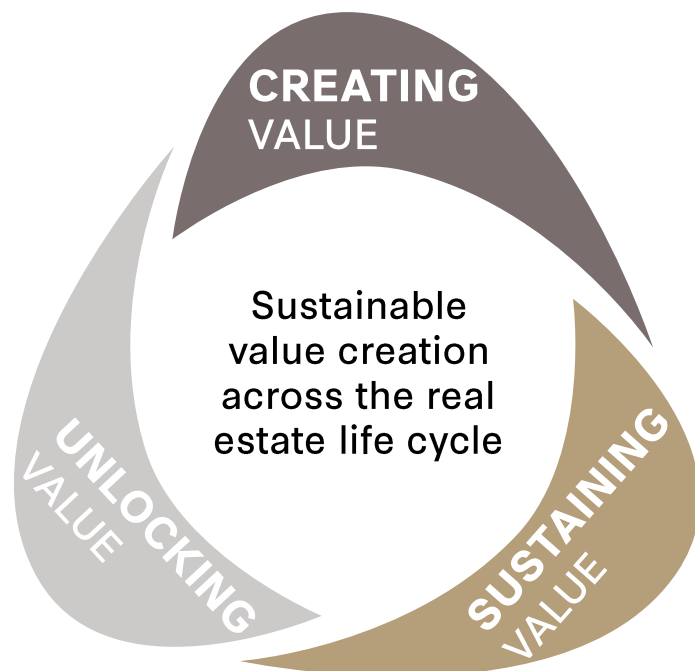 CREATING
VALUE
Sustainable
value creation
across the real
estate life cycle
UNLOCKING
VALUE
SUSTAINING
VALUE